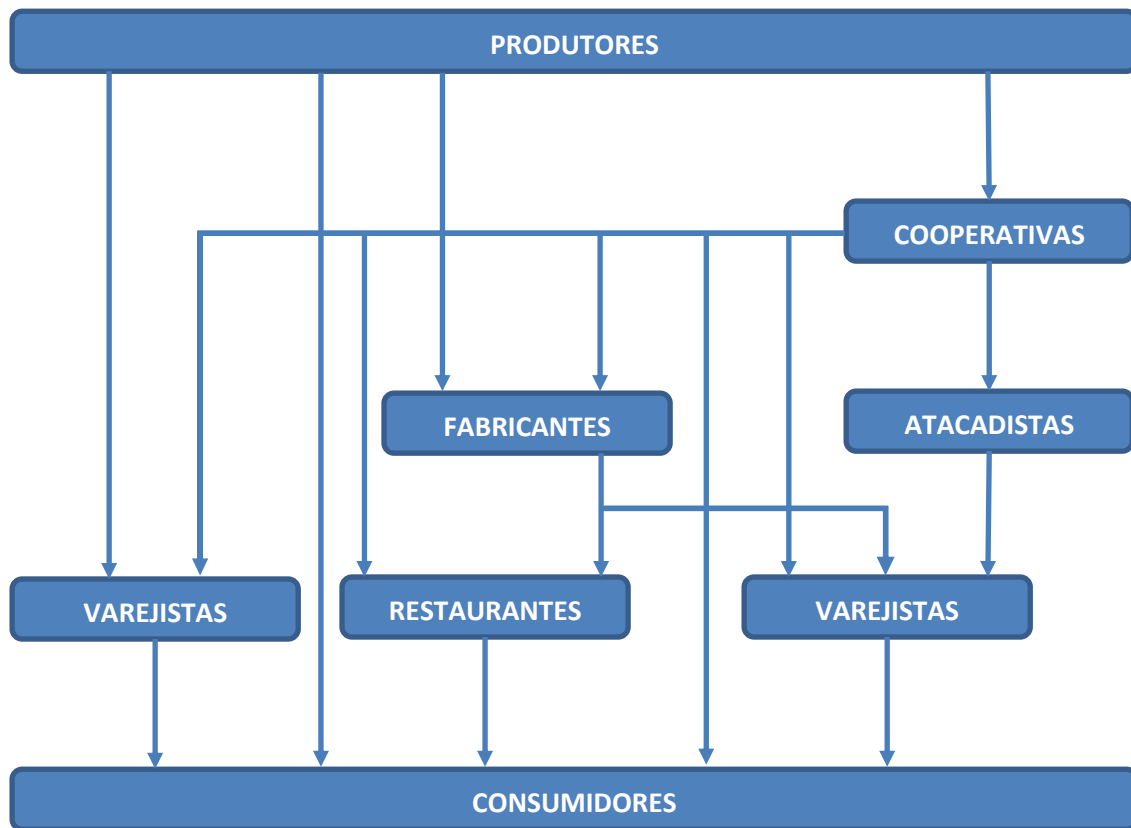 PRODUTORES
COOPERATIVAS
FABRICANTES
ATACADISTAS
VAREJISTAS
RESTAURANTES
VAREJISTAS
CONSUMIDORES